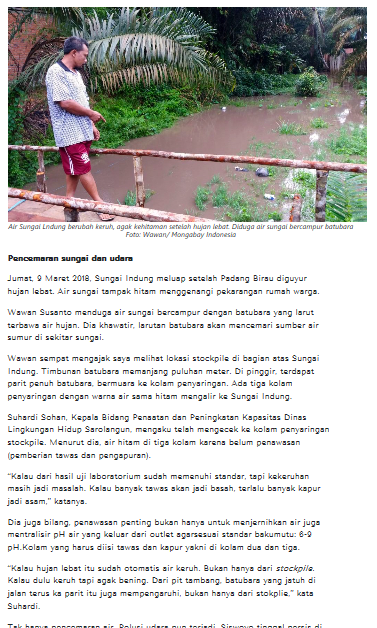 Air Sungai Lndung berubah keruh, agak kehitaman setelah hujan lebat. Diduga air sungai bercampur batubara
Foto: Wawan/ Mongabay Indonesia
Pencemaran sungai dan udara
Jumat, 9 Maret 2018, Sungai Indung meluap setelah Padang Birau diguyur
hujan lebat. Air sungai tampak hitam menggenangi pekarangan rumah warga.
Wawan Susanto menduga air sungai bercampur dengan batubara yang larut
terbawa air hujan. Dia khawatir, larutan batubara akan mencemari sumber air
sumur di sekitar sungai.
Wawan sempat mengajak saya melihat lokasi stockpile di bagian atas Sungai
Indung. Timbunan batubara memanjang puluhan meter. Di pinggir, terdapat
parit penuh batubara, bermuara ke kolam penyaringan. Ada tiga kolam
penyaringan dengan warna air sama hitam mengalir ke Sungai Indung.
Suhardi Sohan, Kepala Bidang Penaatan dan Peningkatan Kapasitas Dinas
Lingkungan Hidup Sarolangun, mengaku telah mengecek ke kolam penyaringan
stockpile. Menurut dia, air hitam di tiga kolam karena belum penawasan
(pemberian tawas dan pengapuran).
“Kalau dari hasil uji laboratorium sudah memenuhi standar, tapi kekeruhan
masih jadi masalah. Kalau banyak tawas akan jadi basah, terlalu banyak kapur
jadi asam,” katanya.
Dia juga bilang, penawasan penting bukan hanya untuk menjernihkan air juga
mentralisir pH air yang keluar dari outlet agarsesuai standar bakumutu: 6-9
pH.Kolam yang harus diisi tawas dan kapur yakni di kolam dua dan tiga.
“Kalau hujan lebat itu sudah otomatis air keruh. Bukan hanya dari stockpile.
Kalau dulu keruh tapi agak bening. Dari pit tambang, batubara yang jatuh di
jalan terus ka parit itu juga mempengaruhi, bukan hanya dari stokplie,” kata
Suhardi.
Tak hanya pencemaran air. Polusi udara pun terjadi. Siswoyo tinggal persis di